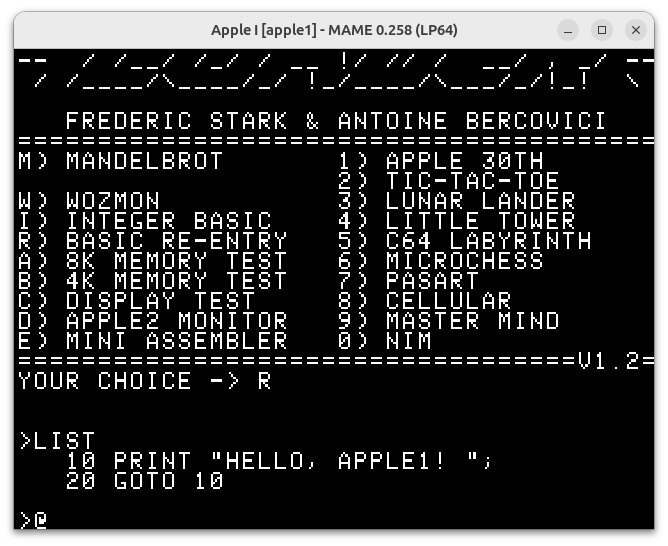 Apple I [apple1] - MAME 0.258 (LP64)
FREDERIC STARK & ANTOINE BERCOVICI
========================================
M) MANDELBROT 1) APPLE 30TH
2) TIC-TAC-TOE
W) WOZMON 3) LUNAR LANDER
I) INTEGER BASIC 4) LITTLE TOWER
R) BASIC RE-ENTRY 5) C64 LABYRINTH
A) 8K MEMORY TEST 6) MICROCHESS
B) 4K MEMORY TEST 7) PASART
C) DISPLAY TEST 8) CELLULAR
D) APPLE2 MONITOR 9) MASTER MIND
E) MINI ASSEMBLER 0) NIM
===================================V1.2=
YOUR CHOICE -> R
>LIST
10 PRINT "HELLO, APPLE1! ";
20 GOTO 10
>@